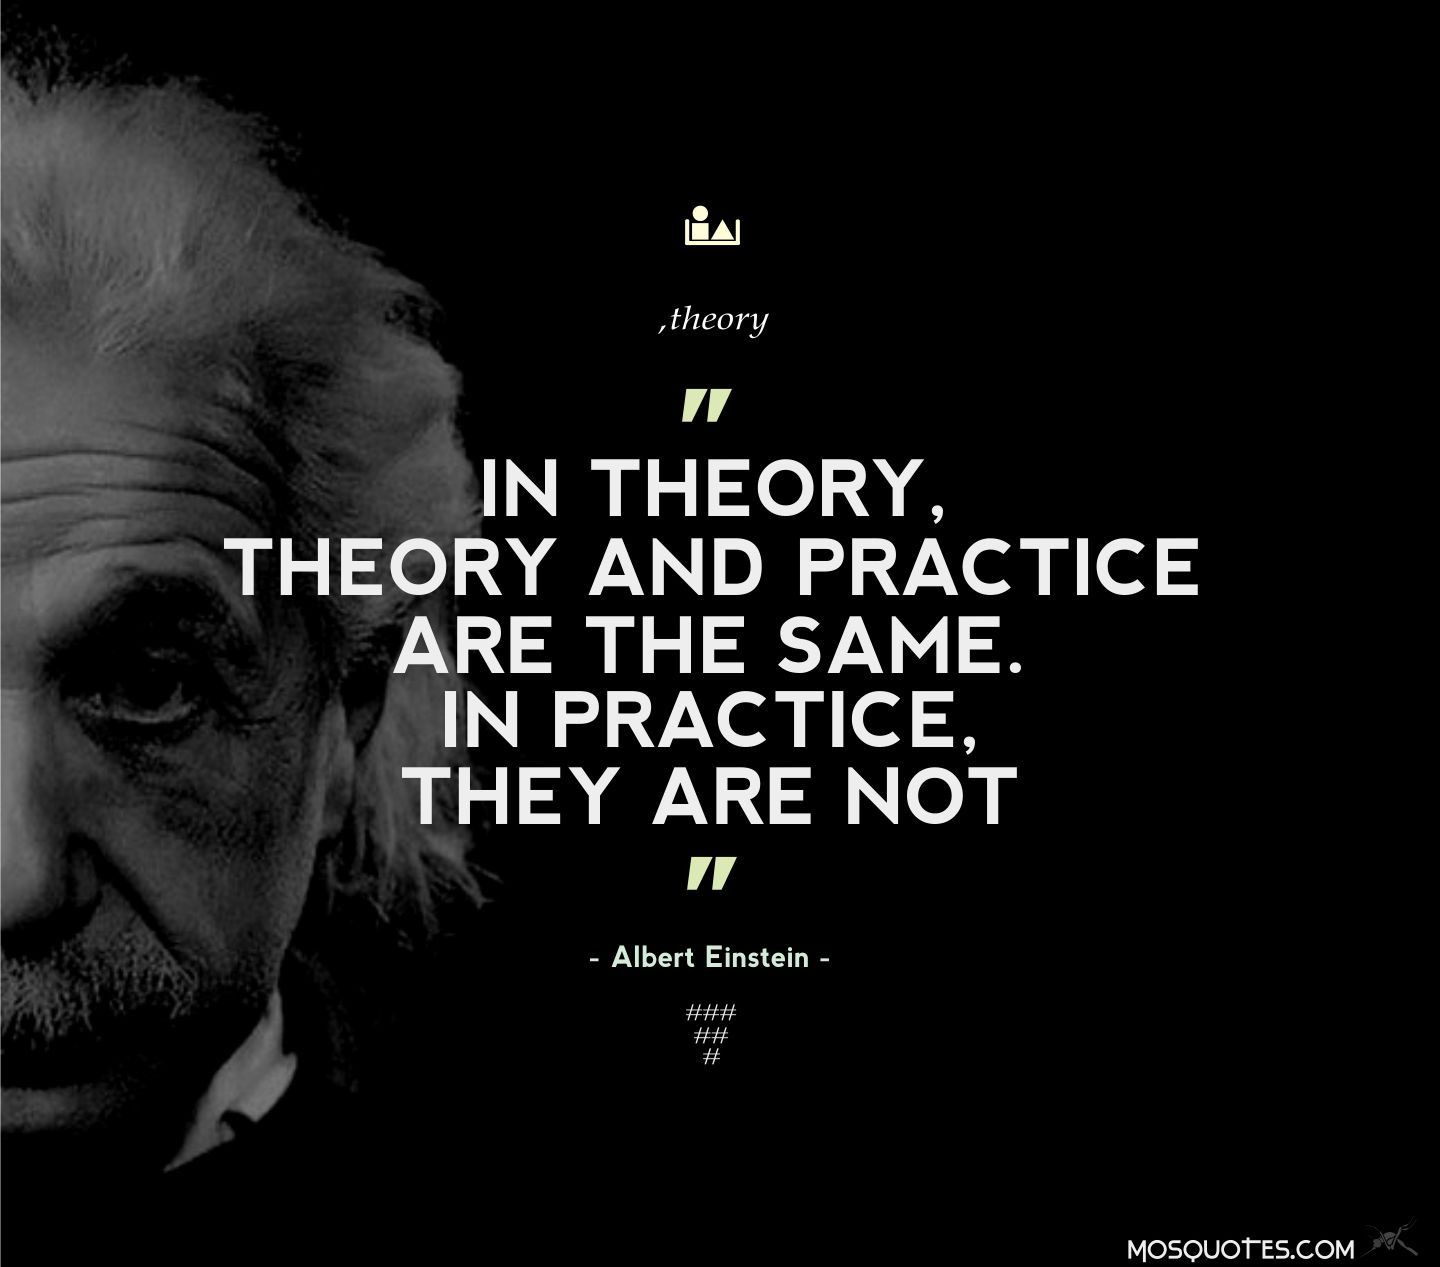 ,theory
"
IN THEORY,
THEORY AND PRACTICE
ARE THE SAME.
IN PRACTICE,
THEY ARE NOT
"
- Albert Einstein -
###
##
#
MOSQUOTES.COM